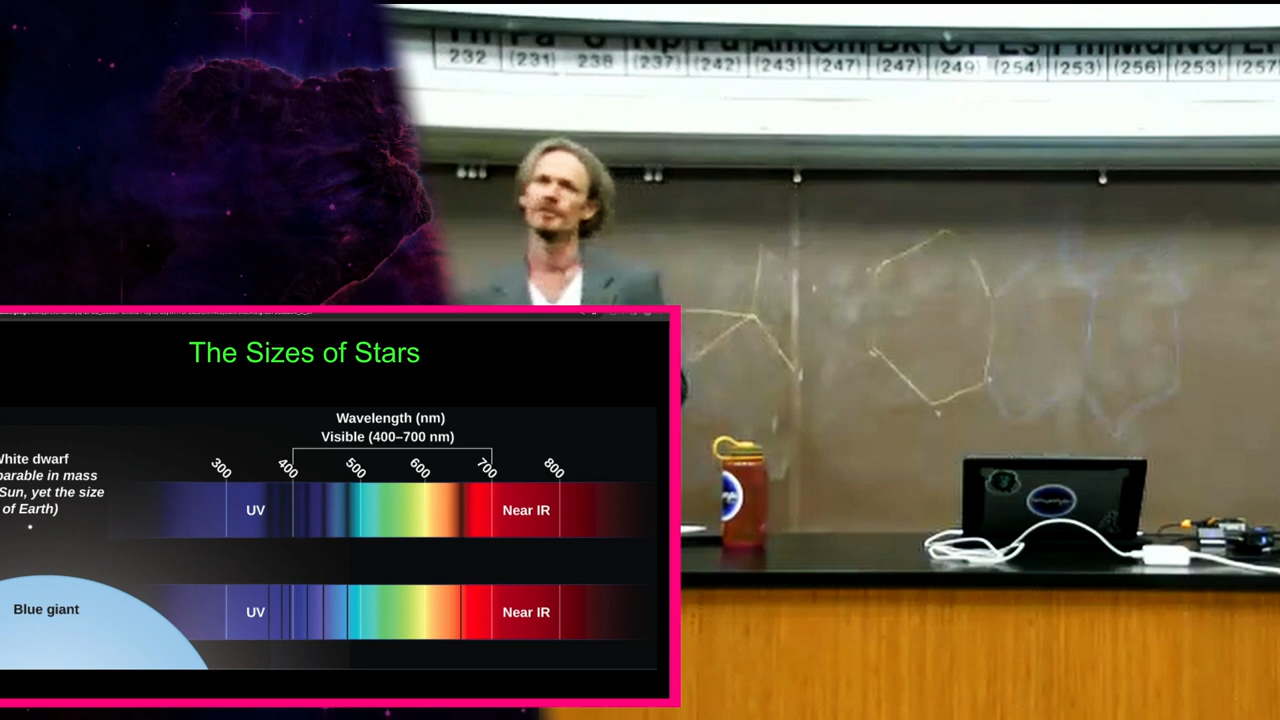 232 (231) 238 (237) (242) (243) (247) (247) (249) (254) (253) (256) (253) (257
The Sizes of Stars
Wavelength (nm)
Visible (400–700 nm)
300 400 500 600 700 800
White dwarf
parable in mass
Sun, yet the size
of Earth)
UV Near IR
Blue giant
UV Near IR